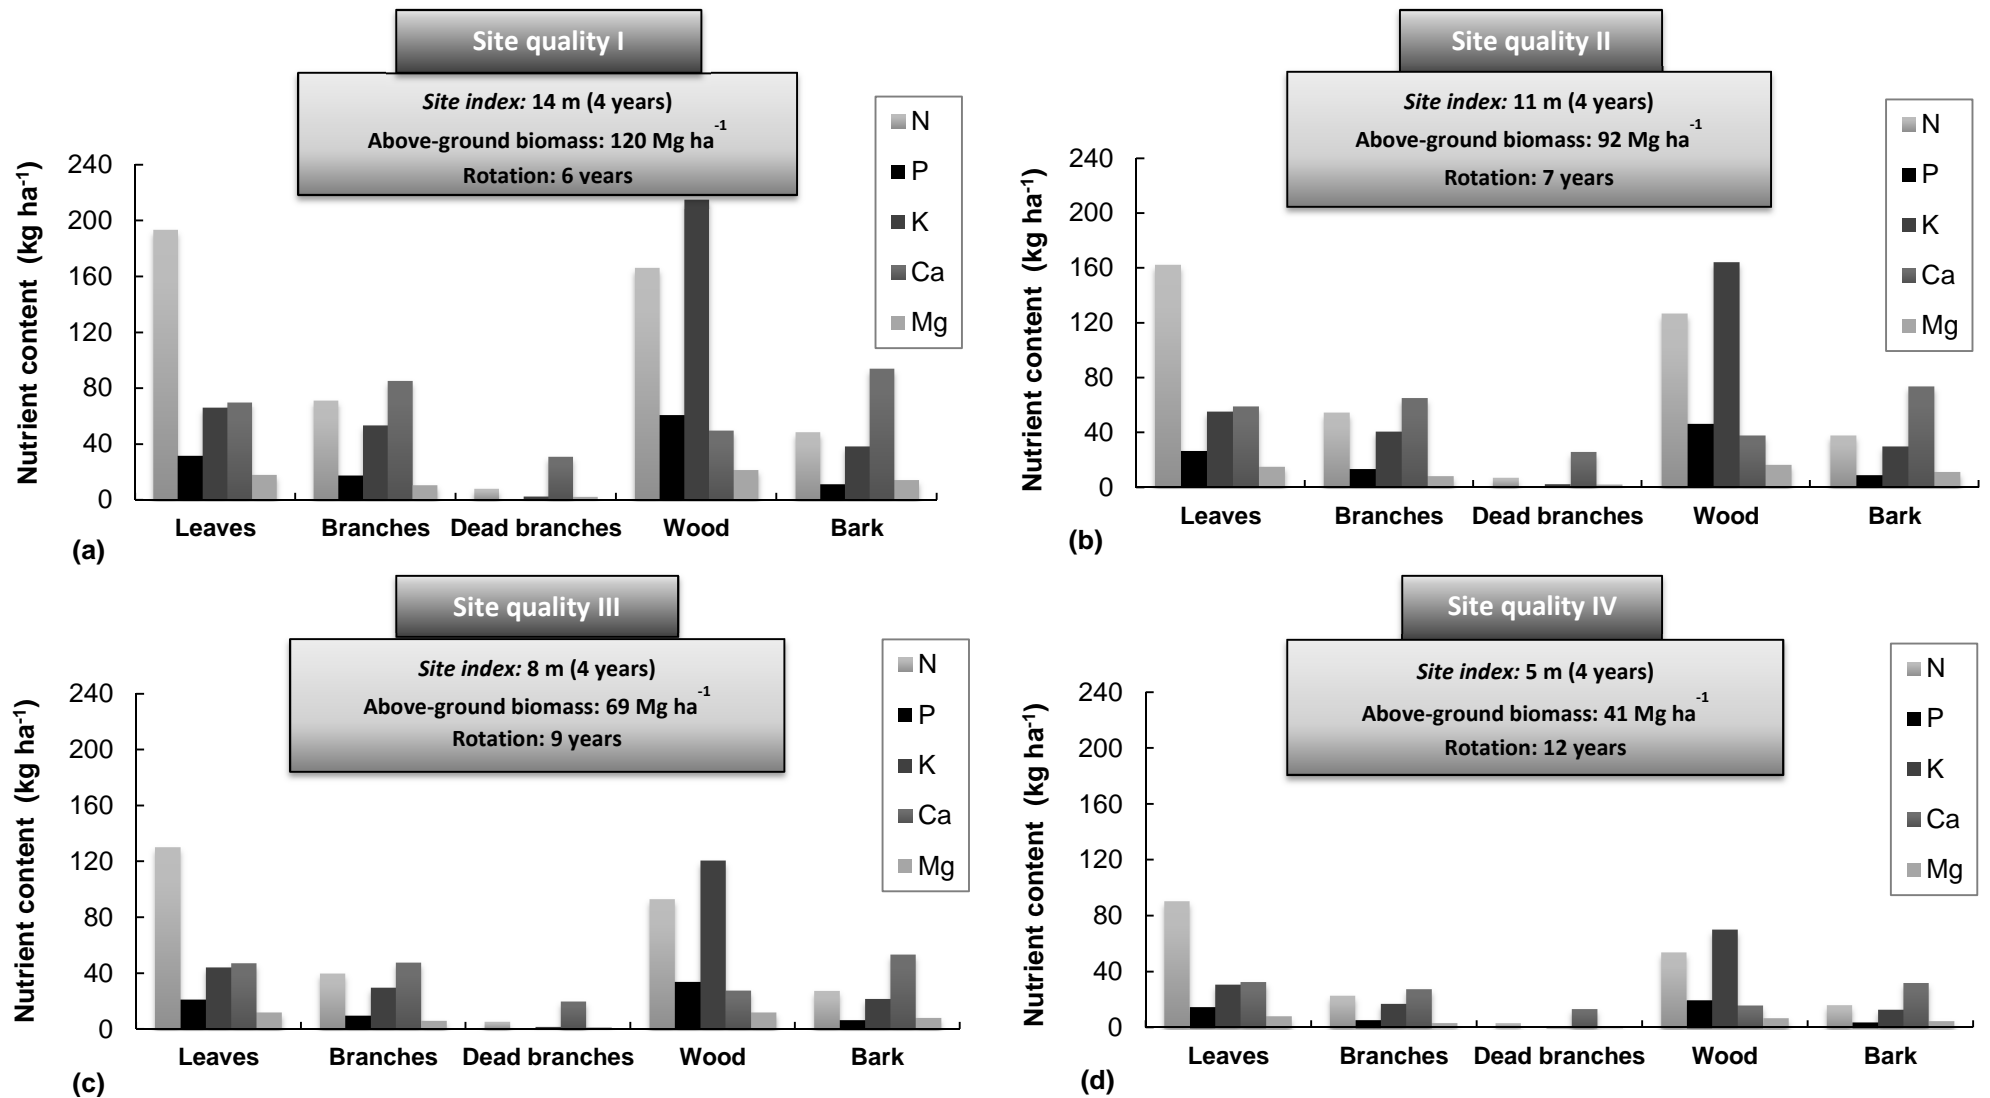 Site quality I
Site index: 14 m (4 years)
Above-ground biomass: 120 Mg ha-1
Rotation: 6 years
Nutrient content (kg ha-1)
240
200
160
120
80
40
0
Leaves Branches Dead branches Wood Bark
N
P
K
Ca
Mg
(a)
Site quality II
Site index: 11 m (4 years)
Above-ground biomass: 92 Mg ha-1
Rotation: 7 years
Nutrient content (kg ha-1)
240
200
160
120
80
40
0
Leaves Branches Dead branches Wood Bark
N
P
K
Ca
Mg
(b)
Site quality III
Site index: 8 m (4 years)
Above-ground biomass: 69 Mg ha-1
Rotation: 9 years
Nutrient content (kg ha-1)
240
200
160
120
80
40
0
Leaves Branches Dead branches Wood Bark
N
P
K
Ca
Mg
(c)
Site quality IV
Site index: 5 m (4 years)
Above-ground biomass: 41 Mg ha-1
Rotation: 12 years
Nutrient content (kg ha-1)
240
200
160
120
80
40
0
Leaves Branches Dead branches Wood Bark
N
P
K
Ca
Mg
(d)